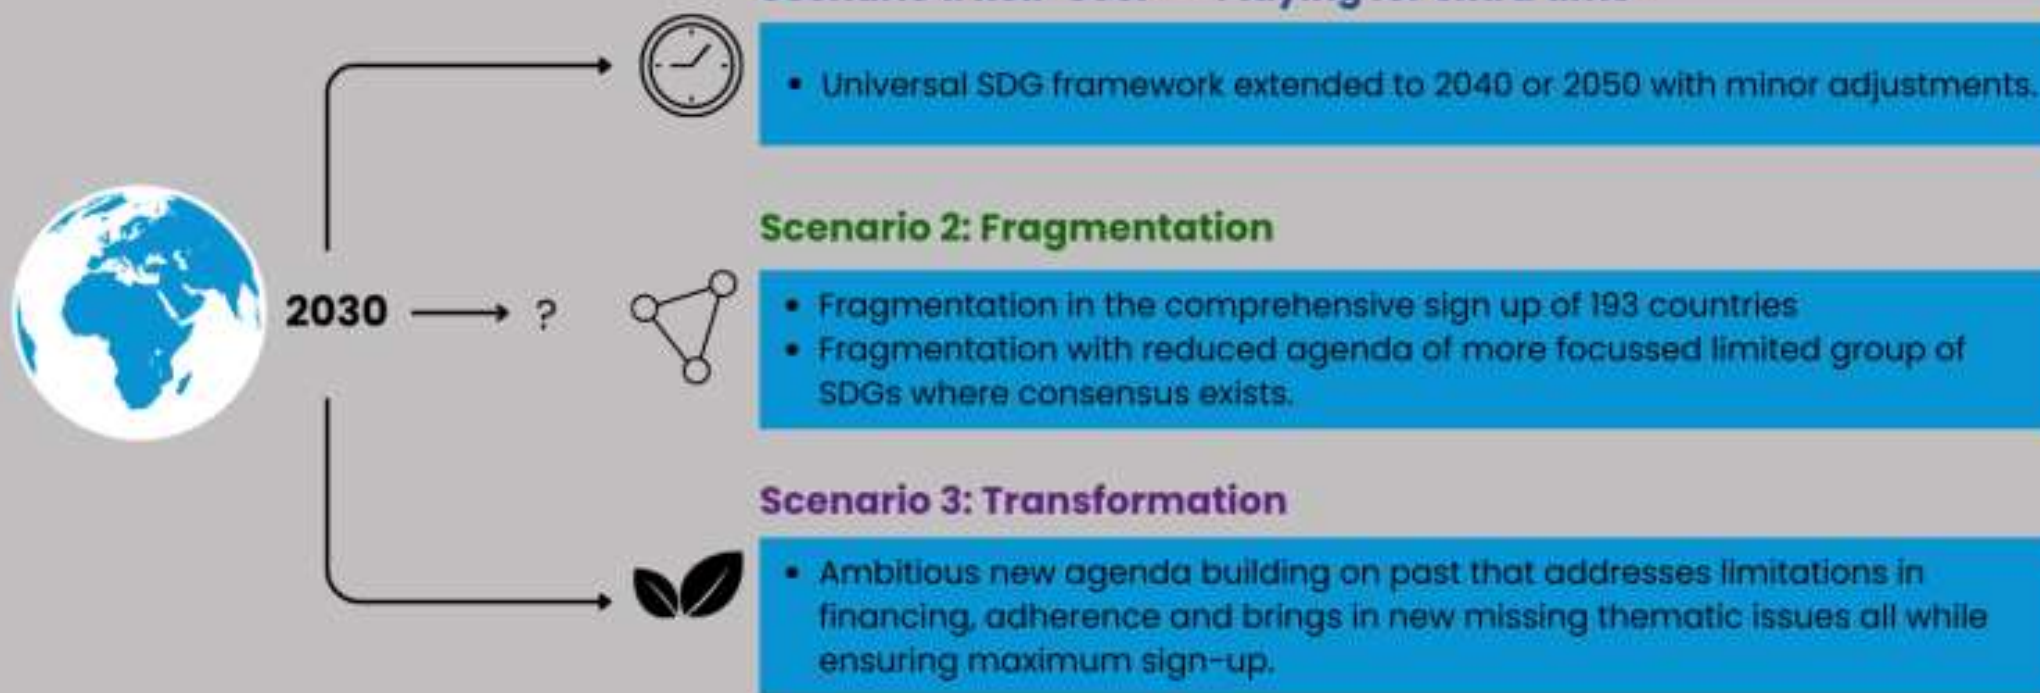 • Universal SDG framework extended to 2040 or 2050 with minor adjustments.
Scenario 2: Fragmentation
2030 ?
• Fragmentation in the comprehensive sign up of 193 countries
• Fragmentation with reduced agenda of more focussed limited group of
SDGs where consensus exists.
Scenario 3: Transformation
• Ambitious new agenda building on past that addresses limitations in
financing, adherence and brings in new missing thematic issues all while
ensuring maximum sign-up.